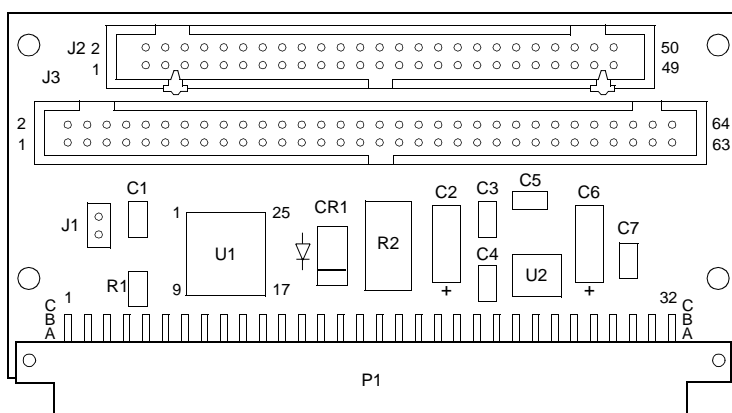 J2 2 50
1 49
J3
2 64
1 63
C1 C2 C3 C5 C6
J1 1 25 CR1 R2 C7
U1
C4
R1 9 17 + U2 +
C 1 32 C
B B
A A
P1